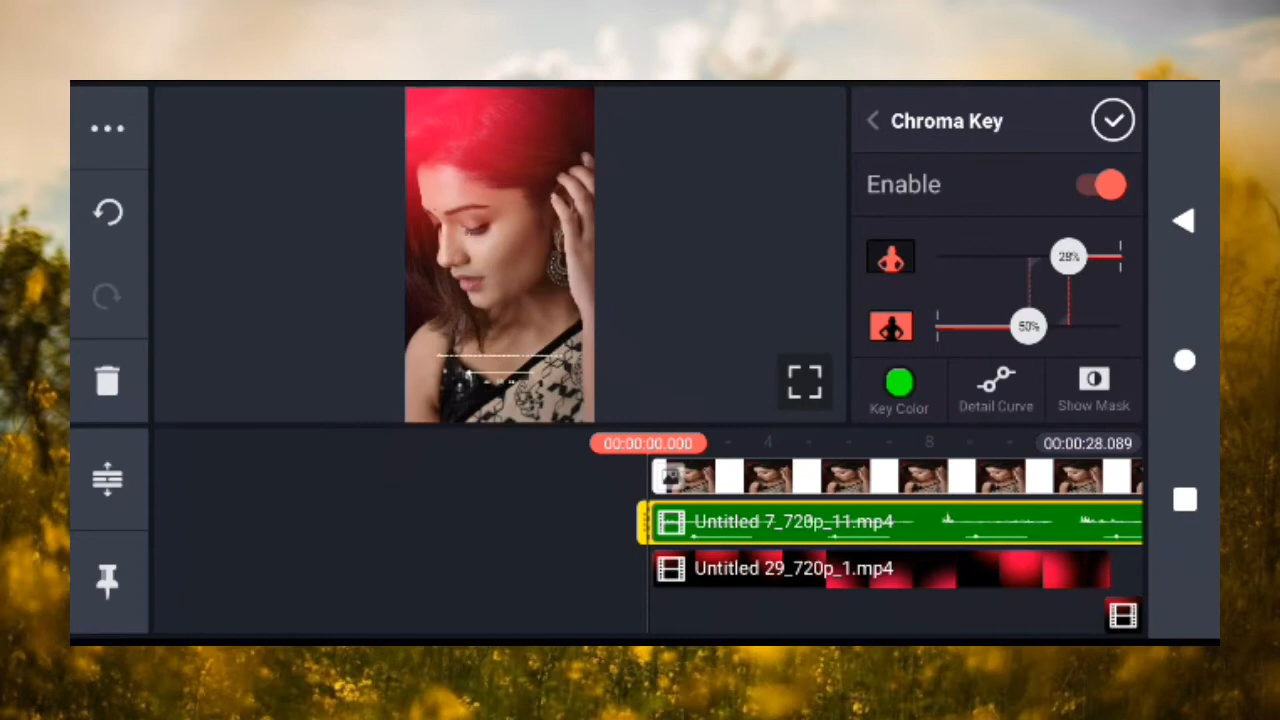 Chroma Key
Enable
28%
50%
Key Color
Detail Curve
Show Mask
00:00:00.000
4
8
00:00:28.089
Untitled 7_720p_11.mp4
Untitled 29_720p_1.mp4